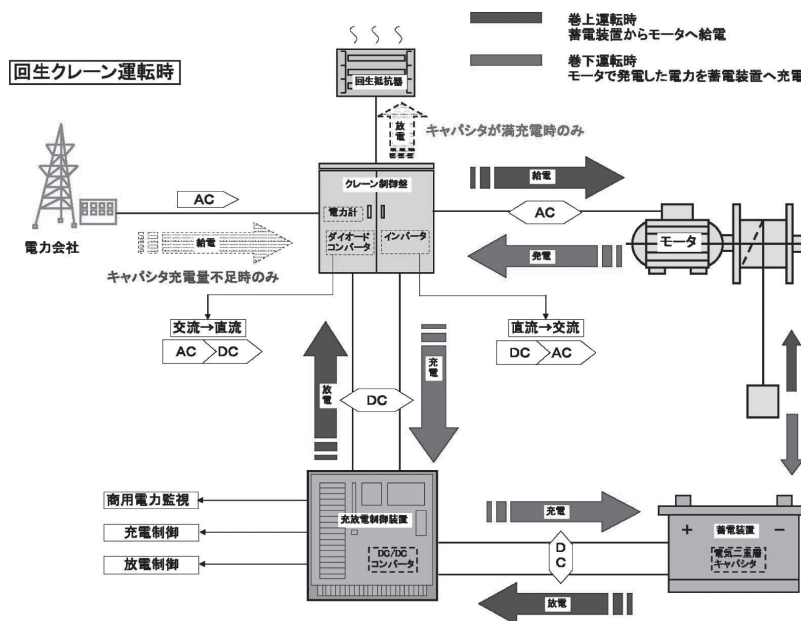 巻上運転時
蓄電装置からモータへ給電
巻下運転時
モータで発電した電力を蓄電装置へ充電
回生クレーン運転時
回生抵抗器
放電
キャパシタが満充電時のみ
クレーン制御盤
給電
AC
電力計
AC
モータ
電力会社
給電
ダイオード
コンバータ
インバータ
発電
キャパシタ充電量不足時のみ
交流→直流
AC DC
直流→交流
DC AC
放電
DC
充電
商用電力監視
充電制御
放電制御
充放電制御装置
DC/DC
コンバータ
充電
DC
放電
+ 蓄電装置 −
電気二重層
キャパシタ